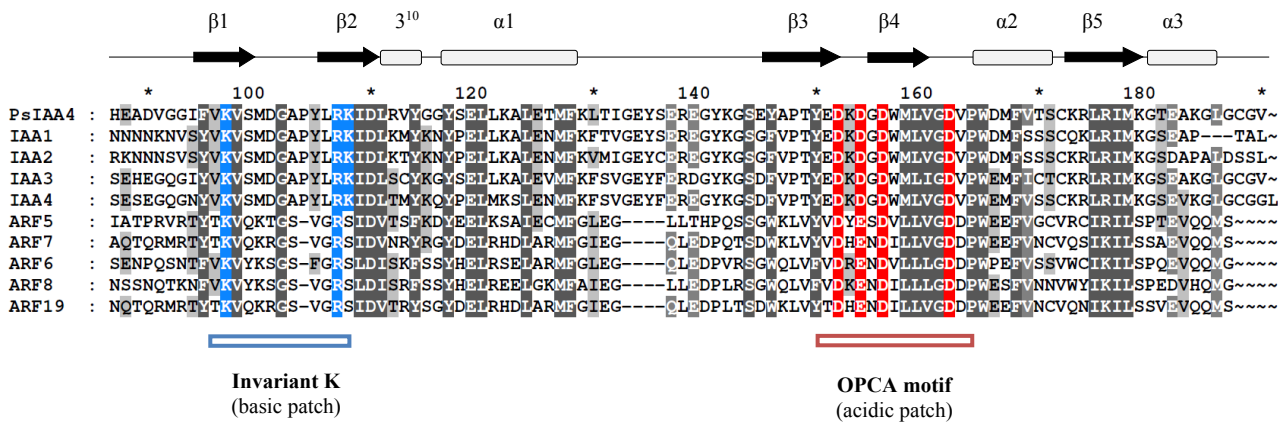 β1 β2 3¹⁰ α1 β3 β4 α2 β5 α3
* 100 * 120 * 140 * 160 * 180 *
PsIAA4 : HEADVGGIFVKVSMDGAPYLRKIDLRVYGGYSELLKALETMFKLTIGEYSEREGYKGSEYAPTYEDKDGDWMLVGDVPWDMFVTSCKRLRIMKGTEAKGLGCGV~
IAA1 : NNNNKNVSYVKVSMDGAPYLRKIDLKMYKNYPELLKALENMFKFTVGEYSEREGYKGSGFVPTYEDKDGDWMLVGDVPWDMFSSSCQKLRIMKGSEAP---TAL~
IAA2 : RKNNNSVSYVKVSMDGAPYLRKIDLKTYKNYPELLKALENMFKVMIGEYCEREGYKGSGFVPTYEDKDGDWMLIGDVPWDMFSSSCKRLRIMKGSDAPALDSSL~
IAA3 : SEHEGQGIYVKVSMDGAPYLRKIDLSCYKGYSELLKALEVMFKFSVGEYFERDGYKGSDFVPTYEDKDGDWMLIGDVPWEMFICTCKRLRIMKGSEAKGLGCGV~
IAA4 : SESEGQGNYVKVSMDGAPYLRKIDLTMYKQYPELMKSLENMFKFSVGEYFEREGYKGSDFVPTYEDKDGDWMLVGDVPWEMFVSSCKRLRIMKGSEVKGLGCGGL
ARF5 : IATPRVRTYTKVQKTGS-VGRSIDVTSFKDYEELKSAIECMFGLEG----LLTHPQSSGWKLVYVDYESDVLLVGDDPWEEFVGCVRCIRILSPTEVQQMS~~~~
ARF7 : AQTQRMRTYTKVQKRGS-VGRSIDVNRYRGYDELRHDLARMFGIEG----QLEDPQTSDWKLVYVDHENDILLVGDDPWEEFVNCVQSIKILSSAEVQQMS~~~~
ARF6 : SENPQSNTFVKVYKSGS-FGRSLDISKFSSYHELRSELARMFGLEG----QLEDPVRSGWQLVFVDRENDVLLLGDDPWPEFVSSVWCIKILSPQEVQQMG~~~~
ARF8 : NSSNQTKNFVKVYKSGS-VGRSLDISRFSSYHELREELGKMFAIEG----LLEDPLRSGWQLVFVDKENDILLLGDDPWESFVNNVWYIKILSPEDVHQMG~~~~
ARF19 : NQTQRMRTYTKVQKRGS-VGRSIDVTRYSGYDELRHDLARMFGIEG----QLEDPLTSDWKLVYTDHENDILLVGDDPWEEFVNCVQNIKILSSVEVQQMS~~~~
Invariant K OPCA motif
(basic patch) (acidic patch)